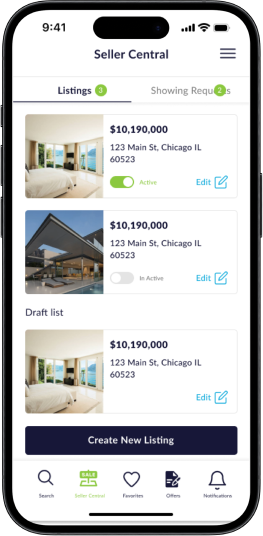 9:41
Seller Central
Listings 3 Showing Requests 2
$10,190,000
123 Main St, Chicago IL
60523
Active Edit
$10,190,000
123 Main St, Chicago IL
60523
In Active Edit
Draft list
$10,190,000
123 Main St, Chicago IL
60523
Edit
Create New Listing
SALE
Search Seller Central Favorites Offers Notifications